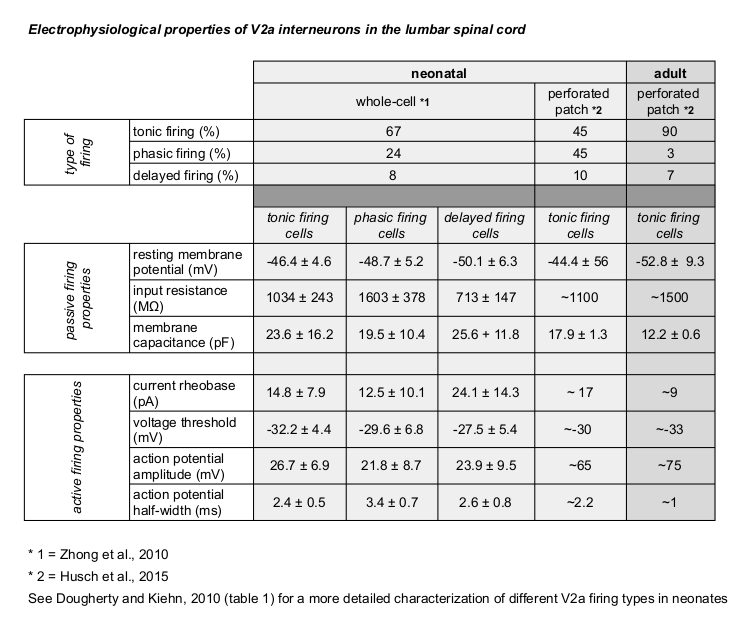 Electrophysiological properties of V2a interneurons in the lumbar spinal cord
neonatal adult
whole-cell *1 perforated patch *2 perforated patch *2
type of firing
tonic firing (%) 67 45 90
phasic firing (%) 24 45 3
delayed firing (%) 8 10 7
tonic firing cells phasic firing cells delayed firing cells tonic firing cells tonic firing cells
passive firing properties
resting membrane potential (mV) -46.4 ± 4.6 -48.7 ± 5.2 -50.1 ± 6.3 -44.4 ± 56 -52.8 ± 9.3
input resistance (MΩ) 1034 ± 243 1603 ± 378 713 ± 147 ~1100 ~1500
membrane capacitance (pF) 23.6 ± 16.2 19.5 ± 10.4 25.6 + 11.8 17.9 ± 1.3 12.2 ± 0.6
active firing properties
current rheobase (pA) 14.8 ± 7.9 12.5 ± 10.1 24.1 ± 14.3 ~ 17 ~9
voltage threshold (mV) -32.2 ± 4.4 -29.6 ± 6.8 -27.5 ± 5.4 ~-30 ~-33
action potential amplitude (mV) 26.7 ± 6.9 21.8 ± 8.7 23.9 ± 9.5 ~65 ~75
action potential half-width (ms) 2.4 ± 0.5 3.4 ± 0.7 2.6 ± 0.8 ~2.2 ~1
* 1 = Zhong et al., 2010
* 2 = Husch et al., 2015
See Dougherty and Kiehn, 2010 (table 1) for a more detailed characterization of different V2a firing types in neonates